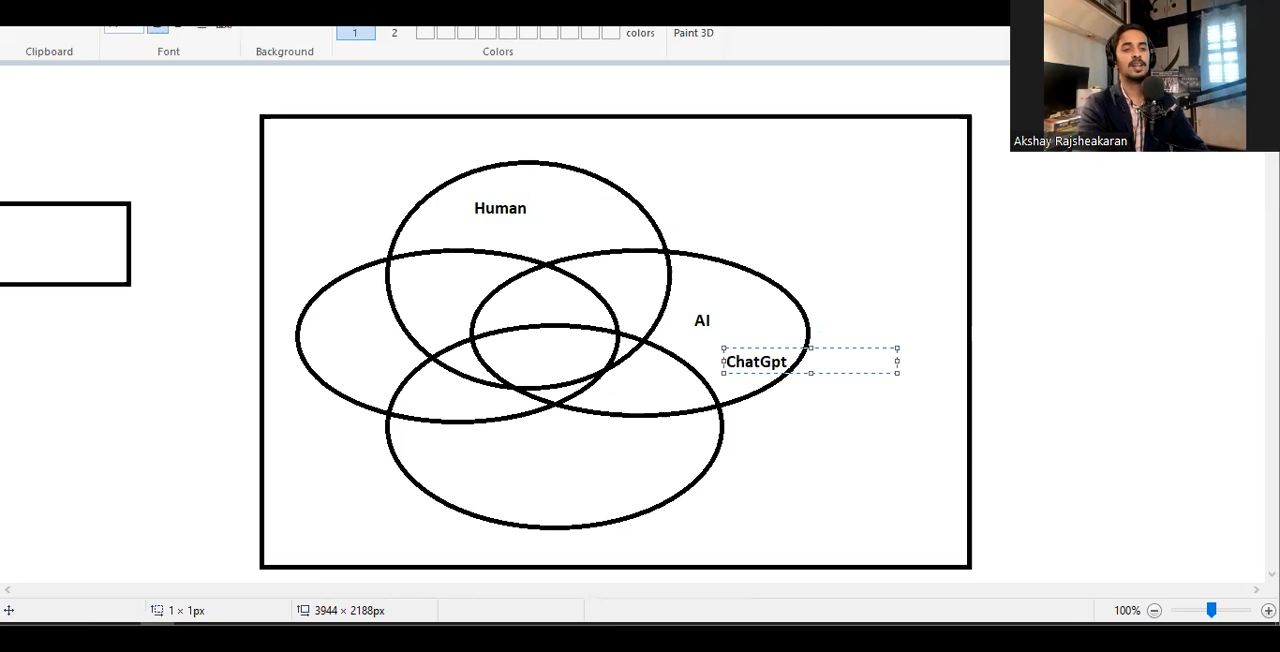 1
2
colors
Paint 3D
Clipboard
Font
Background
Colors
Akshay Rajsheakaran
Human
AI
ChatGpt
1 × 1px
3944 × 2188px
100%